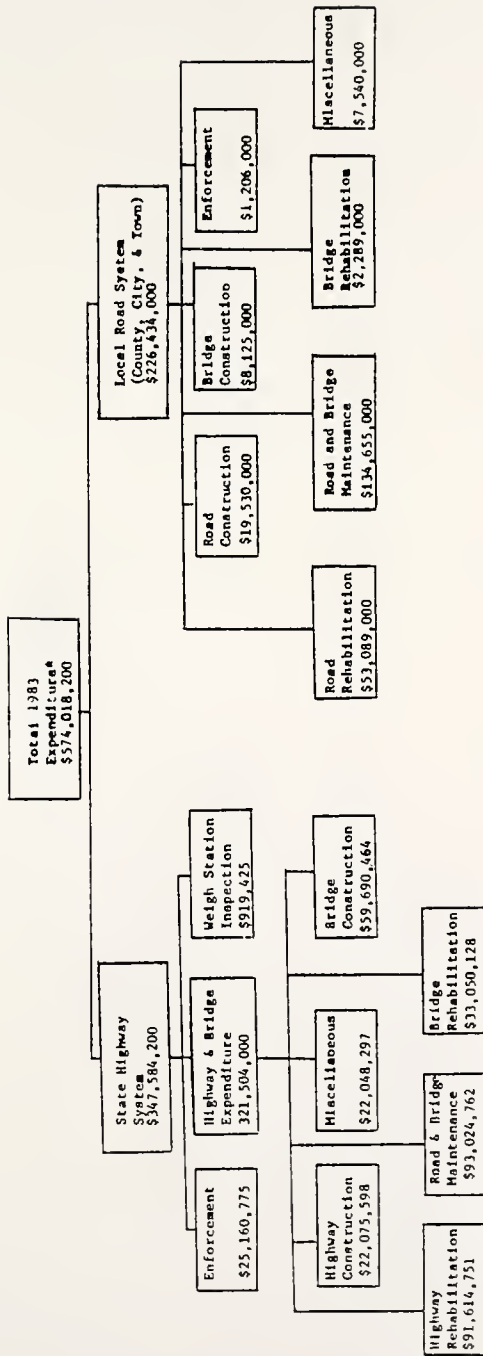 Total 1983
Expenditure*
$574,018,200
State Highway
System
$347,584,200
Local Road System
(County, City, & Town)
$226,434,000
Enforcement
$25,160,775
Highway & Bridge
Expenditure
321,504,000
Weigh Station
Inspection
$919,425
Highway
Construction
$22,075,598
Miscellaneous
$22,048,297
Bridge
Construction
$59,690,464
Highway
Rehabilitation
$91,614,751
Road & Bridge
Maintenance
$93,024,762
Bridge
Rehabilitation
$33,050,128
Road
Construction
$19,530,000
Bridge
Construction
$8,125,000
Enforcement
$1,206,000
Road
Rehabilitation
$53,089,000
Road and Bridge
Maintenance
$134,655,000
Bridge
Rehabilitation
$2,289,000
Miscellaneous
$7,540,000